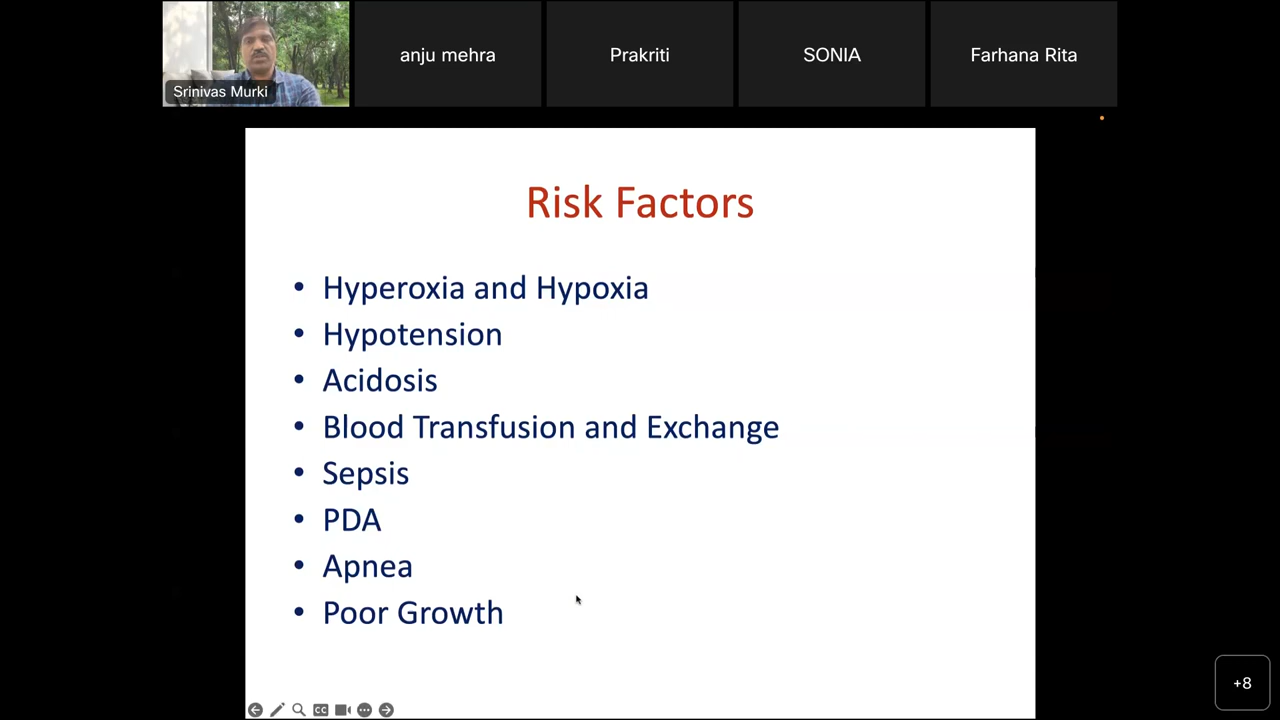 Srinivas Murki
anju mehra
Prakriti
SONIA
Farhana Rita
Risk Factors
• Hyperoxia and Hypoxia
• Hypotension
• Acidosis
• Blood Transfusion and Exchange
• Sepsis
• PDA
• Apnea
• Poor Growth
CC
+8